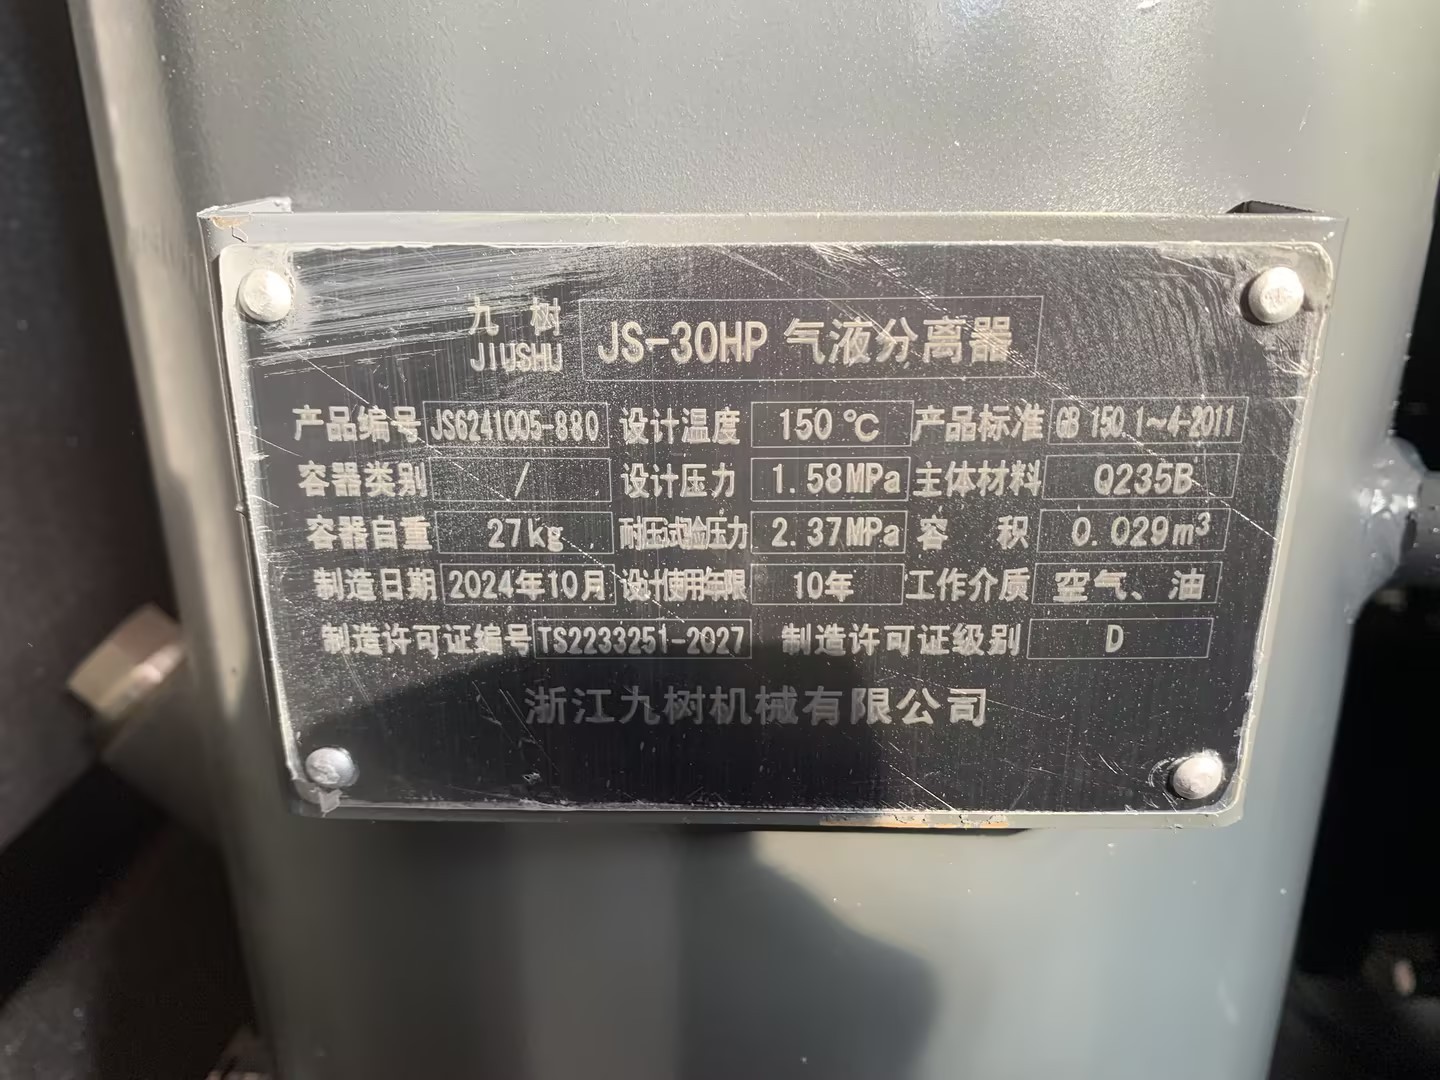 九树 JS-30HP 气液分离器
JIUSHU
产品编号 JS6241005-880 设计温度 150℃ 产品标准 GB 150.1~4-2011
容器类别 / 设计压力 1.58MPa 主体材料 Q235B
容器自重 27kg 耐压试验压力 2.37MPa 容积 0.029m³
制造日期 2024年10月 设计使用年限 10年 工作介质 空气、油
制造许可证编号 TS2233251-2027 制造许可证级别 D
浙江九树机械有限公司